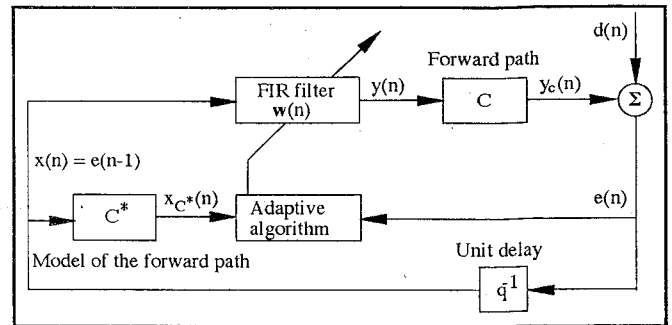 d(n)
Forward path
FIR filter
w(n)
y(n)
C
y_c(n)
Σ
x(n) = e(n-1)
C*
x_C*(n)
Adaptive
algorithm
e(n)
Model of the forward path
Unit delay
q^-1